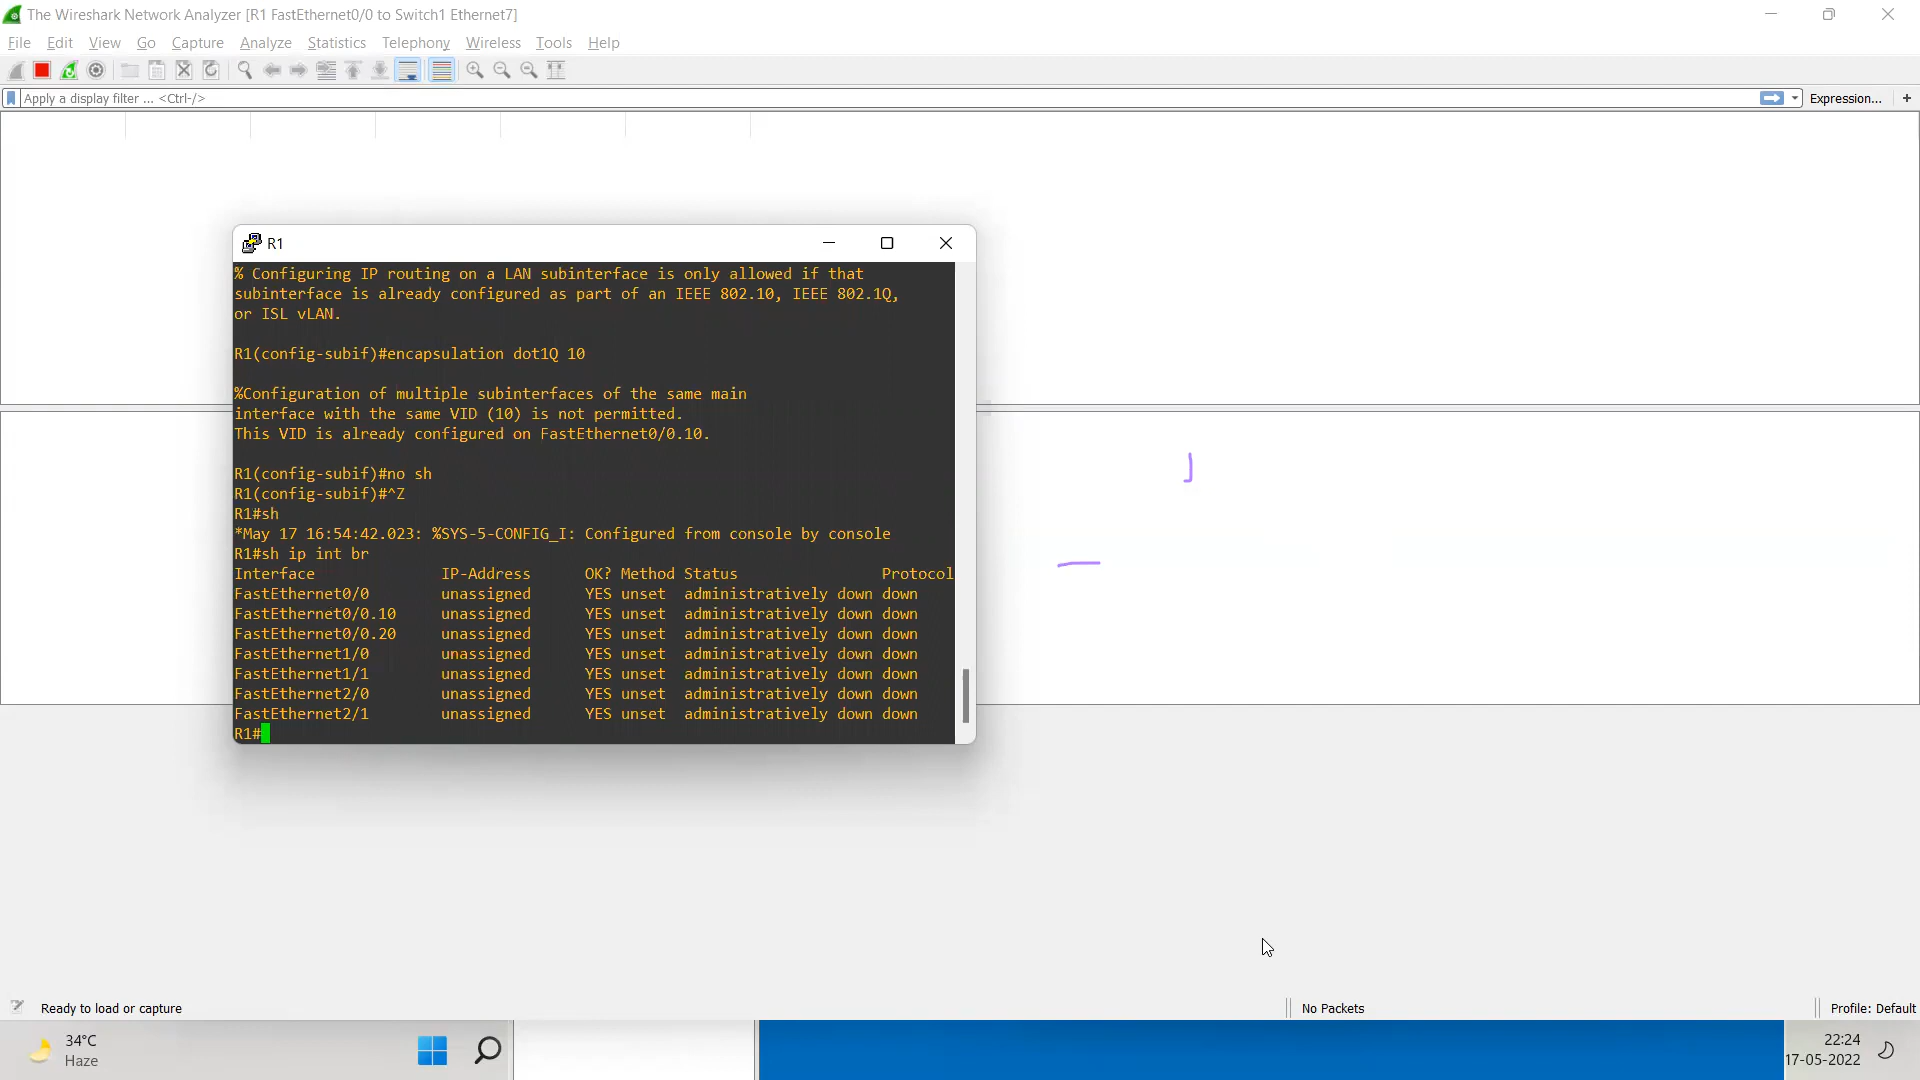 The Wireshark Network Analyzer [R1 FastEthernet0/0 to Switch1 Ethernet7]
File Edit View Go Capture Analyze Statistics Telephony Wireless Tools Help
Apply a display filter ... <Ctrl-/>
Expression... +
R1
% Configuring IP routing on a LAN subinterface is only allowed if that
subinterface is already configured as part of an IEEE 802.10, IEEE 802.1Q,
or ISL vLAN.
R1(config-subif)#encapsulation dot1Q 10
%Configuration of multiple subinterfaces of the same main
interface with the same VID (10) is not permitted.
This VID is already configured on FastEthernet0/0.10.
R1(config-subif)#no sh
R1(config-subif)#^Z
R1#sh
*May 17 16:54:42.023: %SYS-5-CONFIG_I: Configured from console by console
R1#sh ip int br
Interface IP-Address OK? Method Status Protocol
FastEthernet0/0 unassigned YES unset administratively down down
FastEthernet0/0.10 unassigned YES unset administratively down down
FastEthernet0/0.20 unassigned YES unset administratively down down
FastEthernet1/0 unassigned YES unset administratively down down
FastEthernet1/1 unassigned YES unset administratively down down
FastEthernet2/0 unassigned YES unset administratively down down
FastEthernet2/1 unassigned YES unset administratively down down
R1#
Ready to load or capture
No Packets
Profile: Default
34°C
Haze
22:24
17-05-2022